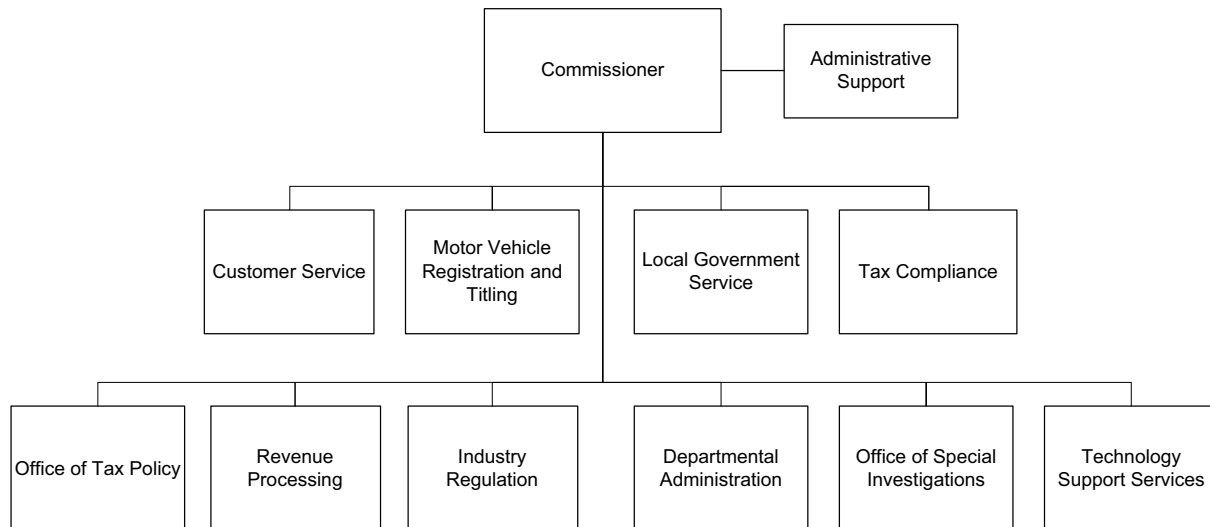 Commissioner
Administrative
Support
Customer Service
Motor Vehicle
Registration and
Titling
Local Government
Service
Tax Compliance
Office of Tax Policy
Revenue
Processing
Industry
Regulation
Departmental
Administration
Office of Special
Investigations
Technology
Support Services